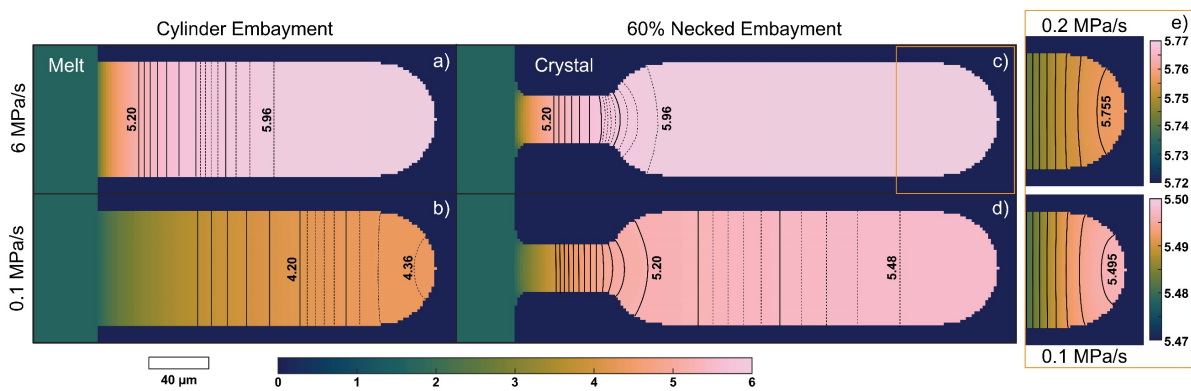 Cylinder Embayment
60% Necked Embayment
0.2 MPa/s
e)
6 MPa/s
Melt
a)
5.20
5.96
Crystal
c)
5.20
5.96
5.755
5.77
5.76
5.75
5.74
5.73
5.72
0.1 MPa/s
b)
4.20
4.36
d)
5.20
5.48
5.495
5.50
5.49
5.48
5.47
0.1 MPa/s
40 µm
0 1 2 3 4 5 6